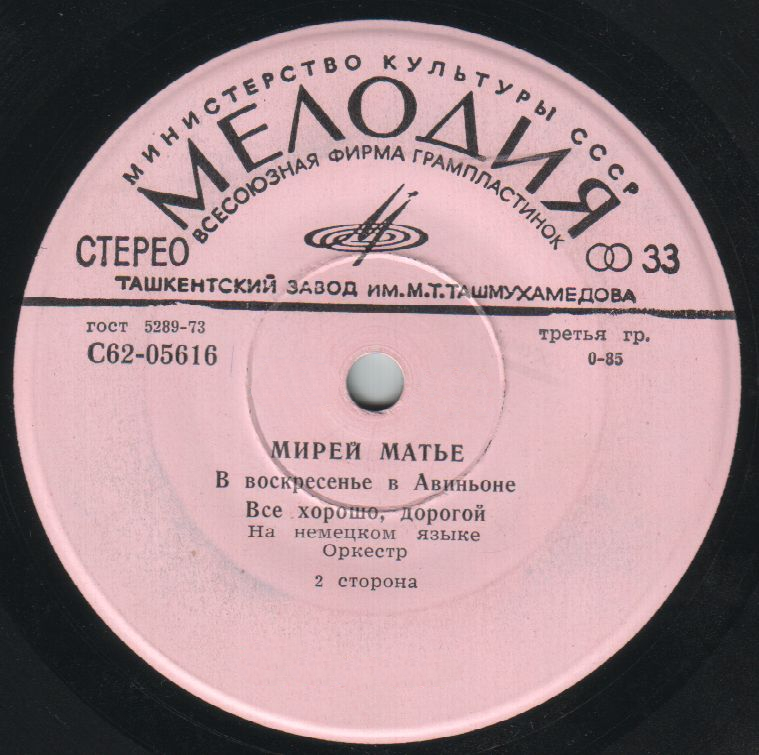 МИНИСТЕРСТВО КУЛЬТУРЫ СССР
МЕЛОДИЯ
ВСЕСОЮЗНАЯ ФИРМА ГРАМПЛАСТИНОК
СТЕРЕО 33
ТАШКЕНТСКИЙ ЗАВОД ИМ.М.Т.ТАШМУХАМЕДОВА
гост 5289-73 третья гр.
С62-05616 0-85
МИРЕЙ МАТЬЕ
В воскресенье в Авиньоне
Все хорошо, дорогой
На немецком языке
Оркестр
2 сторона